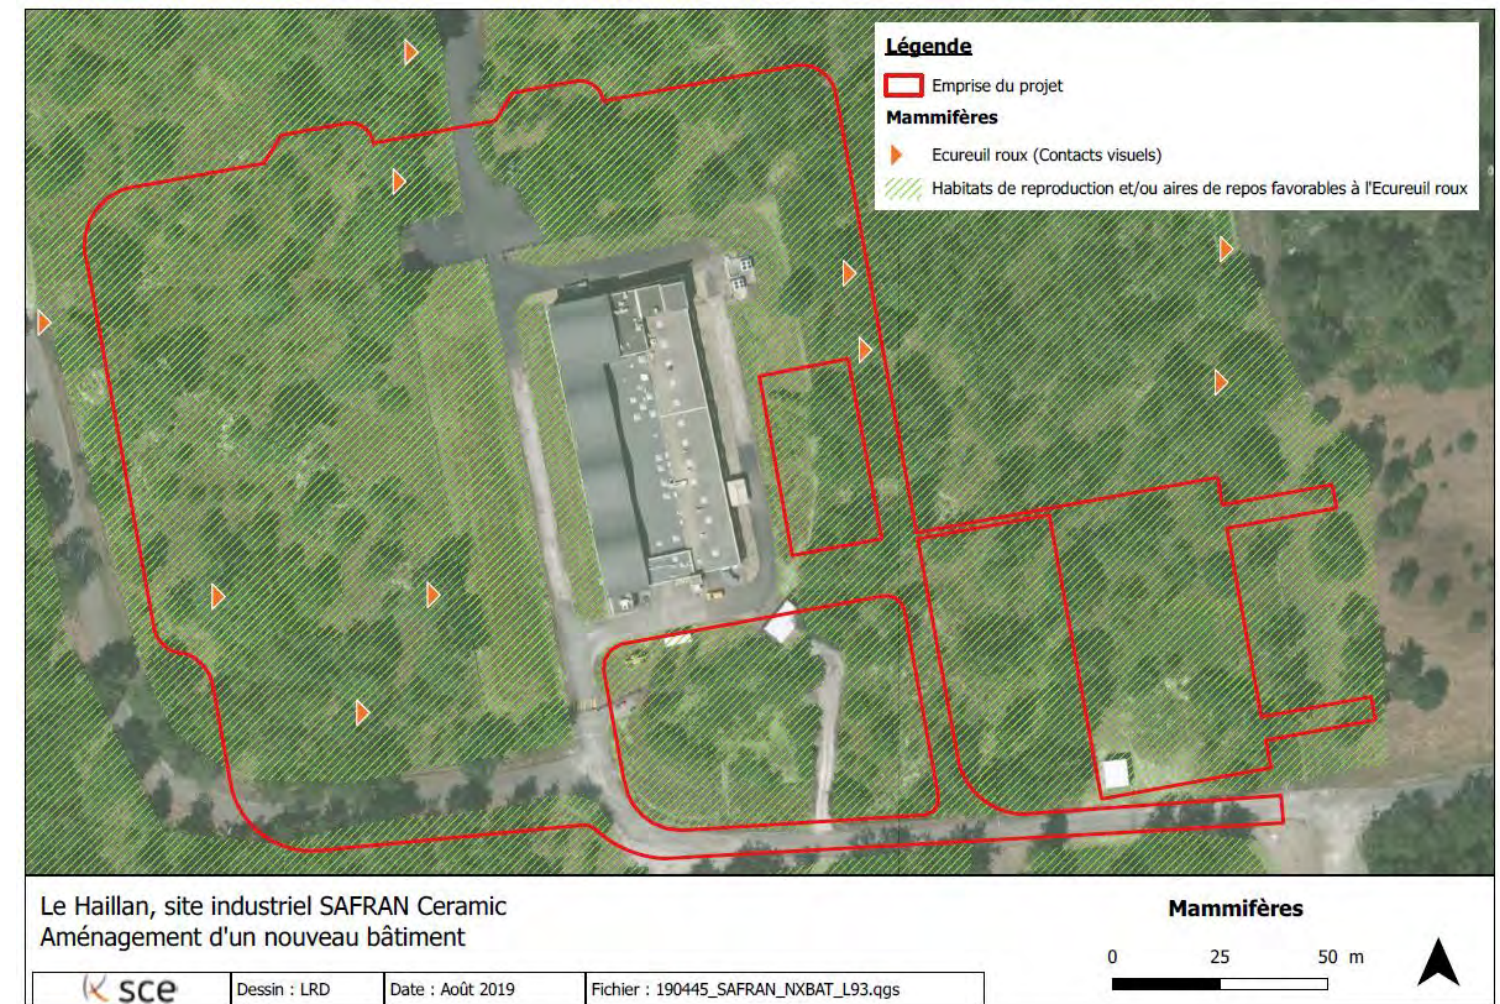 Légende
Emprise du projet
Mammifères
Ecureuil roux (Contacts visuels)
Habitats de reproduction et/ou aires de repos favorables à l'Ecureuil roux
Le Haillan, site industriel SAFRAN Ceramic
Aménagement d'un nouveau bâtiment
Mammifères
0 25 50 m
sce
Dessin : LRD
Date : Août 2019
Fichier : 190445_SAFRAN_NXBAT_L93.qgs